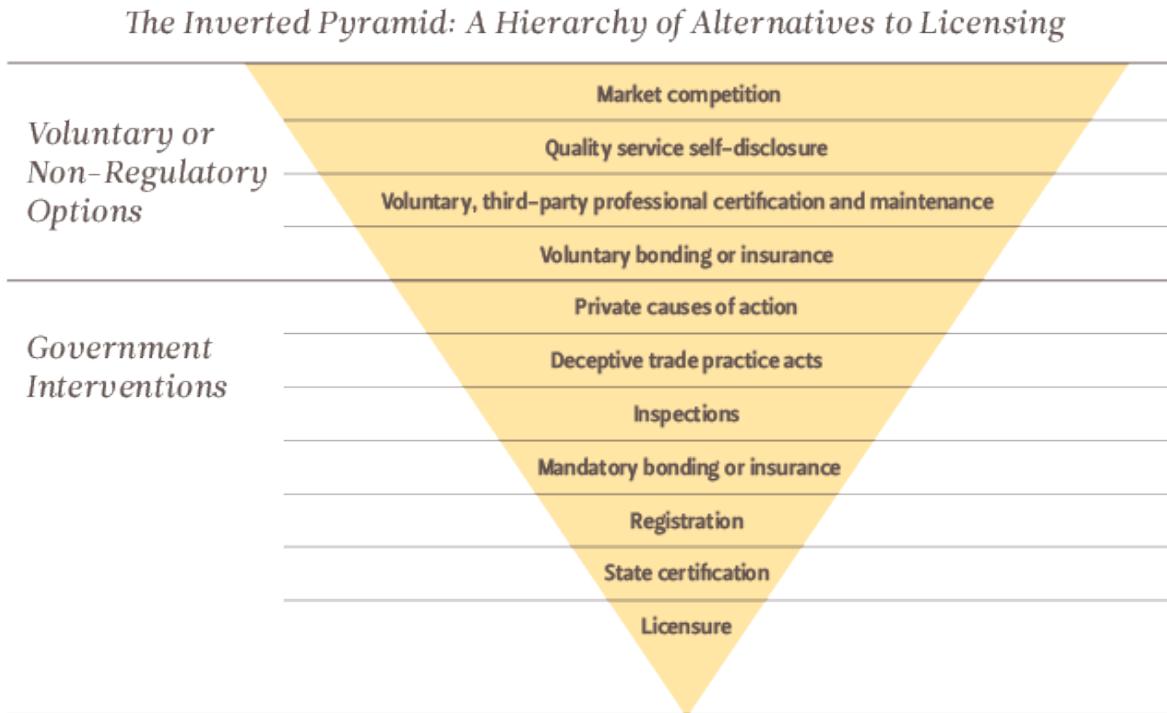 The Inverted Pyramid: A Hierarchy of Alternatives to Licensing
Voluntary or
Non-Regulatory
Options
Market competition
Quality service self-disclosure
Voluntary, third-party professional certification and maintenance
Voluntary bonding or insurance
Government
Interventions
Private causes of action
Deceptive trade practice acts
Inspections
Mandatory bonding or insurance
Registration
State certification
Licensure